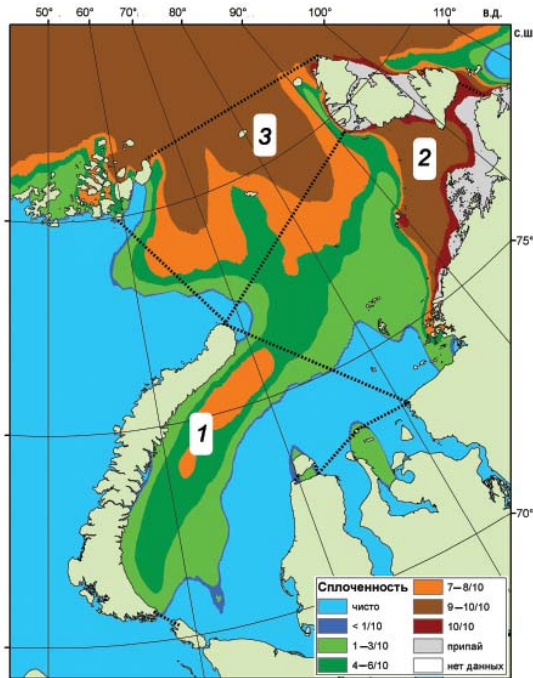 50° 60° 70° 80° 90° 100° 110° в.д.
с.ш
3
2
75°
1
70°
Сплоченность
чисто
< 1/10
1–3/10
4–6/10
7–8/10
9–10/10
10/10
припай
нет данных